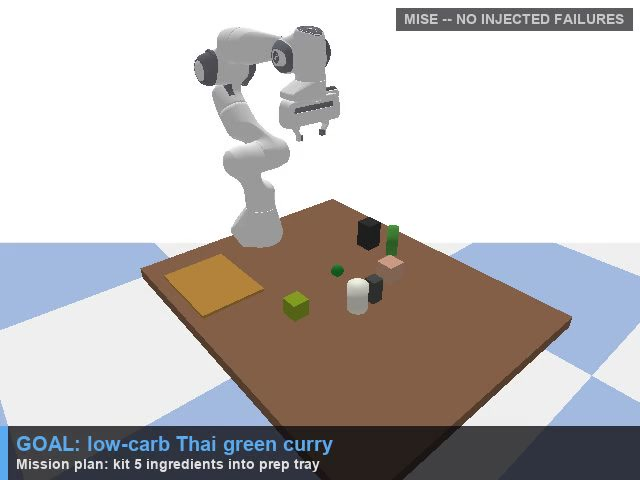 MISE -- NO INJECTED FAILURES
GOAL: low-carb Thai green curry
Mission plan: kit 5 ingredients into prep tray